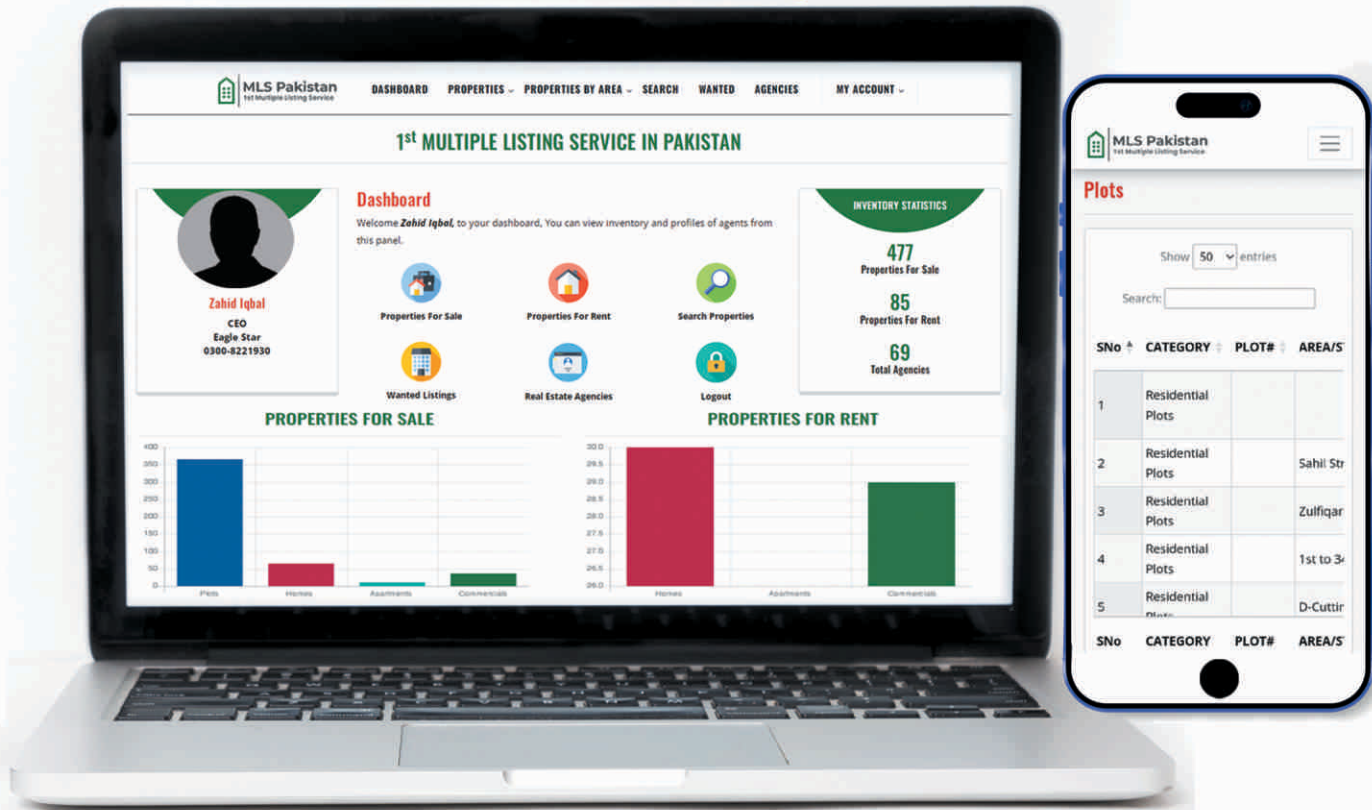 MLS Pakistan
1st Multiple Listing Service
DASHBOARD PROPERTIES PROPERTIES BY AREA SEARCH WANTED AGENCIES MY ACCOUNT
1st MULTIPLE LISTING SERVICE IN PAKISTAN
Zahid Iqbal
CEO
Eagle Star
0300-8221930
Dashboard
Welcome Zahid Iqbal, to your dashboard, You can view inventory and profiles of agents from
this panel.
Properties For Sale Properties For Rent Search Properties
Wanted Listings Real Estate Agencies Logout
INVENTORY STATISTICS
477
Properties For Sale
85
Properties For Rent
69
Total Agencies
PROPERTIES FOR SALE
400
350
300
250
200
150
100
50
0
Plots Homes Apartments Commercials
PROPERTIES FOR RENT
30.0
29.5
29.0
28.5
28.0
27.5
27.0
26.5
26.0
Homes Apartments Commercials
MLS Pakistan
1st Multiple Listing Service
Plots
Show 50 entries
Search:
SNo CATEGORY PLOT# AREA/S
1 Residential
Plots
2 Residential
Plots Sahil Str
3 Residential
Plots Zulfiqar
4 Residential
Plots 1st to 34
5 Residential
Plots D-Cuttin
SNo CATEGORY PLOT# AREA/S